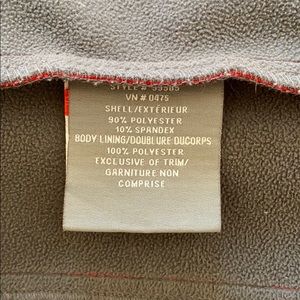 STYLE #
VN # 0475
SHELL/EXTÉRIEUR
90% POLYESTER
10% SPANDEX
BODY LINING/DOUBLURE DUCORPS
100% POLYESTER
EXCLUSIVE OF TRIM/
GARNITURE NON
COMPRISE